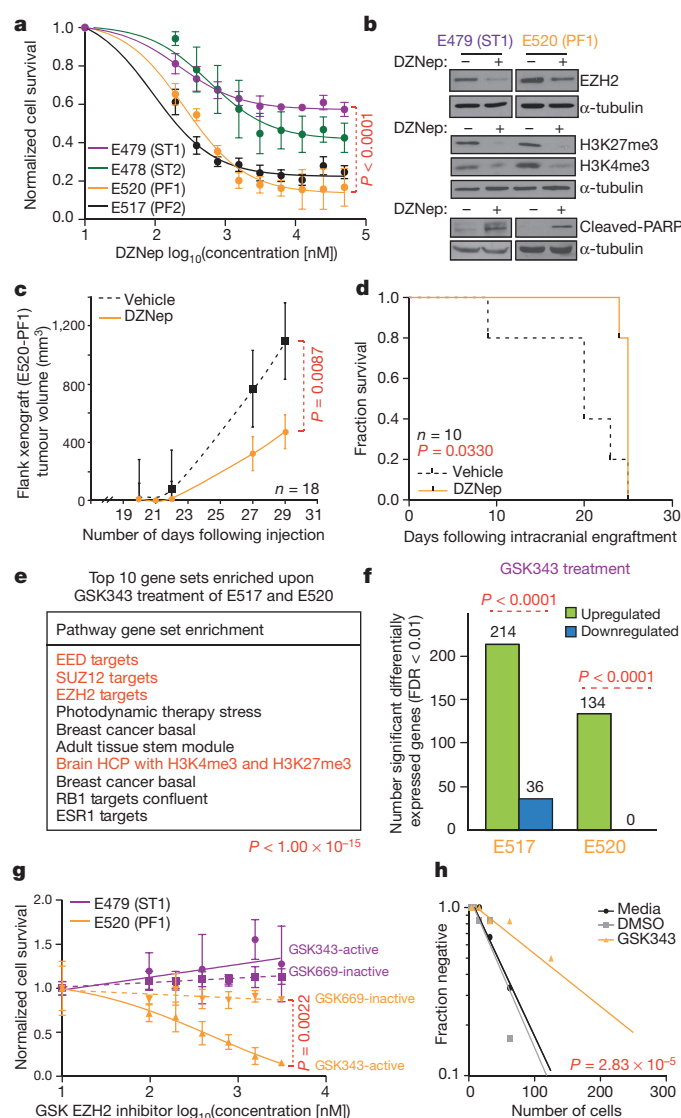 a
Normalized cell survival
1.0
0.8
0.6
0.4
0.2
0.0
E479 (ST1)
E478 (ST2)
E520 (PF1)
E517 (PF2)
P < 0.0001
1 2 3 4 5
DZNep log10(concentration [nM])
b
E479 (ST1) E520 (PF1)
DZNep: – + – +
EZH2
α-tubulin
DZNep: – + – +
H3K27me3
H3K4me3
α-tubulin
DZNep: – + – +
Cleaved-PARP
α-tubulin
c
Vehicle
DZNep
Flank xenograft (E520-PF1)
tumour volume (mm3)
1,200
800
400
0
P = 0.0087
n = 18
19 21 23 25 27 29 31
Number of days following injection
d
Fraction survival
1.0
0.8
0.6
0.4
0.2
0.0
n = 10
P = 0.0330
Vehicle
DZNep
0 10 20 30
Days following intracranial engraftment
e
Top 10 gene sets enriched upon
GSK343 treatment of E517 and E520
Pathway gene set enrichment
EED targets
SUZ12 targets
EZH2 targets
Photodynamic therapy stress
Breast cancer basal
Adult tissue stem module
Brain HCP with H3K4me3 and H3K27me3
Breast cancer basal
RB1 targets confluent
ESR1 targets
P < 1.00 × 10–15
f
GSK343 treatment
P < 0.0001
Upregulated
Downregulated
Number significant differentially
expressed genes (FDR < 0.01)
200
150
100
50
0
214
36
P < 0.0001
134
0
E517 E520
g
Normalized cell survival
2.0
1.5
1.0
0.5
0.0
E479 (ST1)
E520 (PF1)
GSK343-active
GSK669-inactive
GSK669-inactive
P = 0.0022
GSK343-active
1 2 3 4
GSK EZH2 inhibitor log10(concentration [nM])
h
Fraction negative
1.0
0.1
Media
DMSO
GSK343
P = 2.83 × 10–5
0 100 200 300
Number of cells